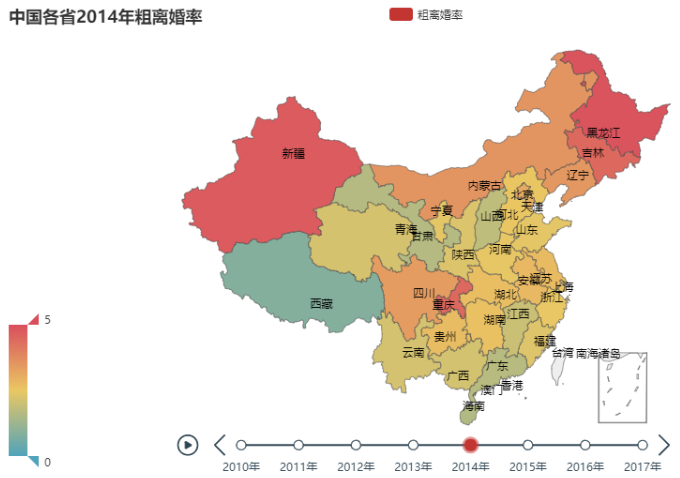 中国各省2014年粗离婚率
粗离婚率
黑龙江
新疆
吉林
辽宁
内蒙古
北京
天津
宁夏
山西
河北
青海
甘肃
山东
陕西
河南
安徽
江苏
上海
四川
湖北
浙江
西藏
重庆
湖南
江西
5
贵州
福建
云南
台湾
南海诸岛
广西
广东
香港
澳门
海南
0
2010年
2011年
2012年
2013年
2014年
2015年
2016年
2017年